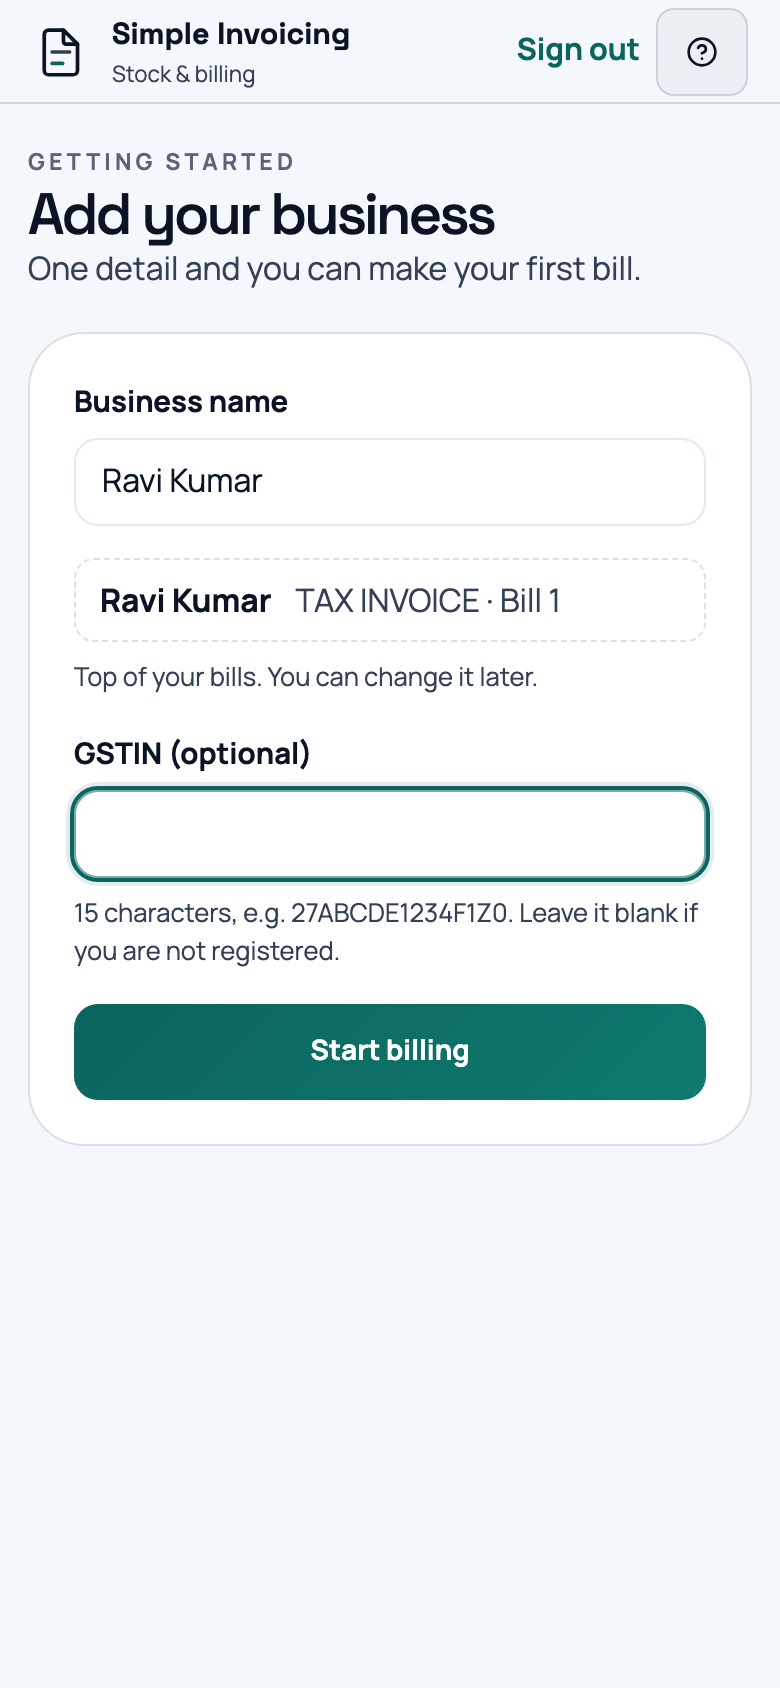 Simple Invoicing
Stock & billing
Sign out
GETTING STARTED
Add your business
One detail and you can make your first bill.
Business name
Ravi Kumar
Ravi Kumar TAX INVOICE · Bill 1
Top of your bills. You can change it later.
GSTIN (optional)
15 characters, e.g. 27ABCDE1234F1Z0. Leave it blank if
you are not registered.
Start billing